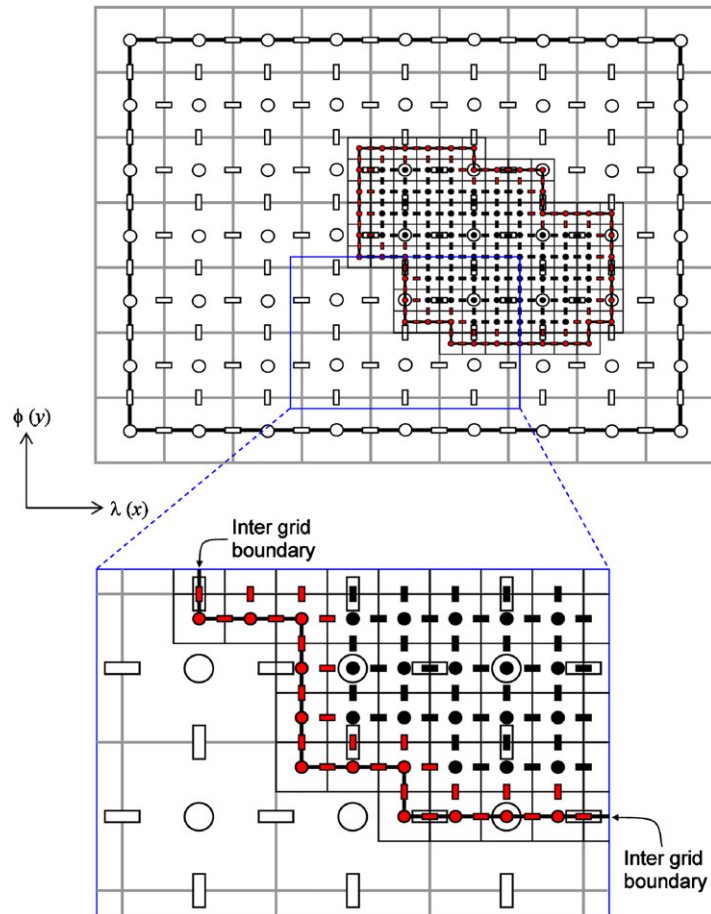 ϕ (y)
λ (x)
Inter grid
boundary
Inter grid
boundary